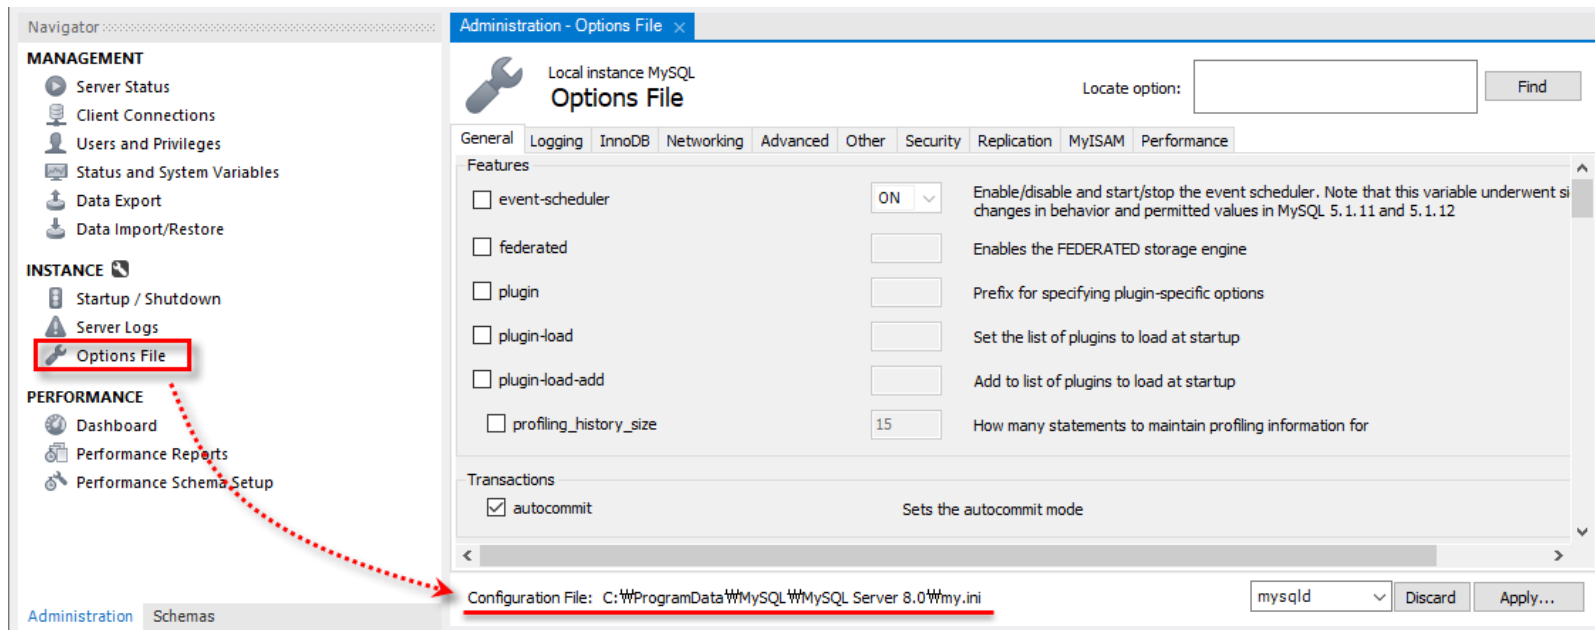 Navigator
MANAGEMENT
Server Status
Client Connections
Users and Privileges
Status and System Variables
Data Export
Data Import/Restore
INSTANCE
Startup / Shutdown
Server Logs
Options File
PERFORMANCE
Dashboard
Performance Reports
Performance Schema Setup
Administration Schemas
Administration - Options File ×
Local instance MySQL
Options File
Locate option: Find
General Logging InnoDB Networking Advanced Other Security Replication MyISAM Performance
Features
event-scheduler ON Enable/disable and start/stop the event scheduler. Note that this variable underwent si
changes in behavior and permitted values in MySQL 5.1.11 and 5.1.12
federated Enables the FEDERATED storage engine
plugin Prefix for specifying plugin-specific options
plugin-load Set the list of plugins to load at startup
plugin-load-add Add to list of plugins to load at startup
profiling_history_size 15 How many statements to maintain profiling information for
Transactions
autocommit Sets the autocommit mode
Configuration File: C:₩ProgramData₩MySQL₩MySQL Server 8.0₩my.ini mysqld Discard Apply...